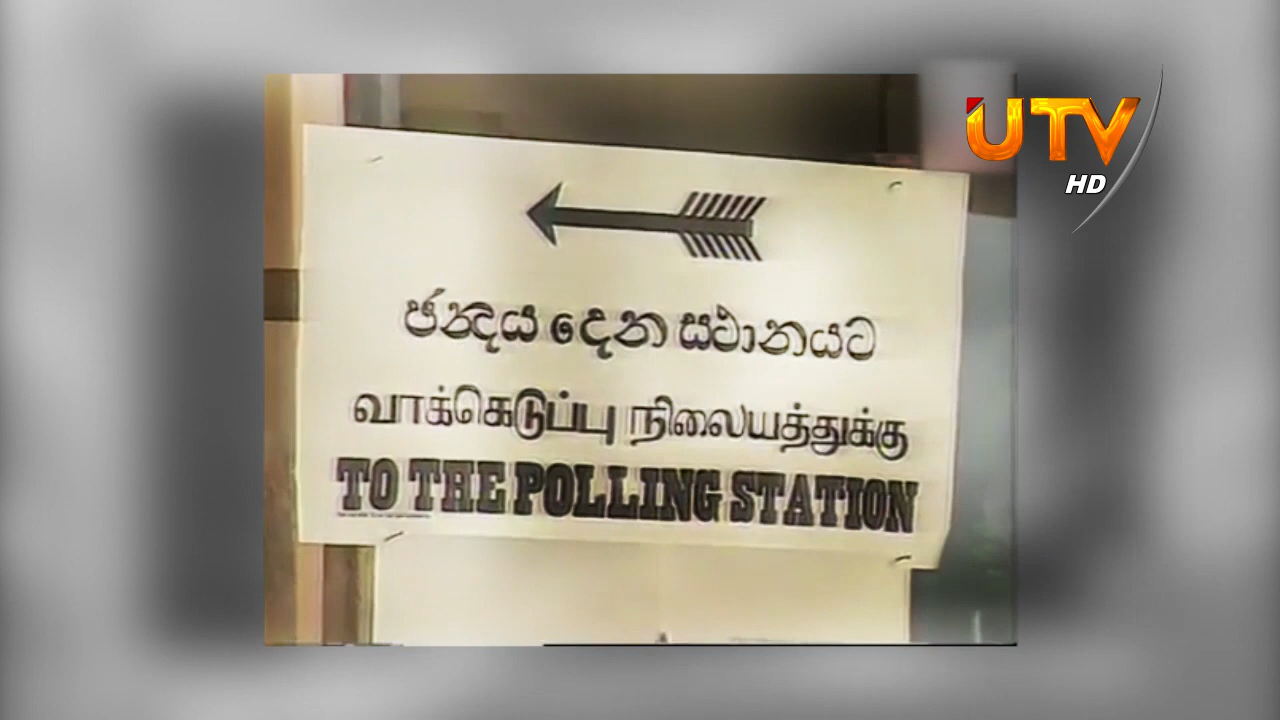 UTV
HD
ඡන්දය දෙන ස්ථානයට
வாக்கெடுப்பு நிலையத்துக்கு
TO THE POLLING STATION